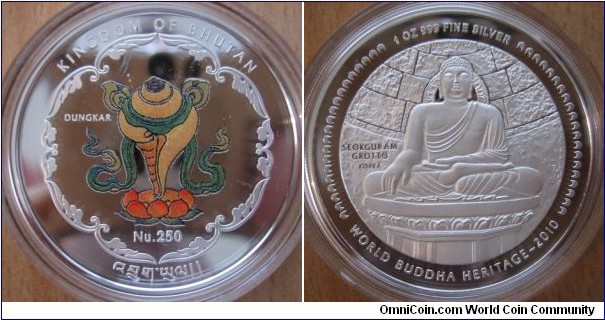 KINGDOM OF BHUTAN
DUNGKAR
Nu.250
འབྲུག་ཡུལ།།
1 OZ 999 FINE SILVER
SEOKGURAM
GROTTO
KOREA
WORLD BUDDHA HERITAGE-2010
OmniCoin.com World Coin Community